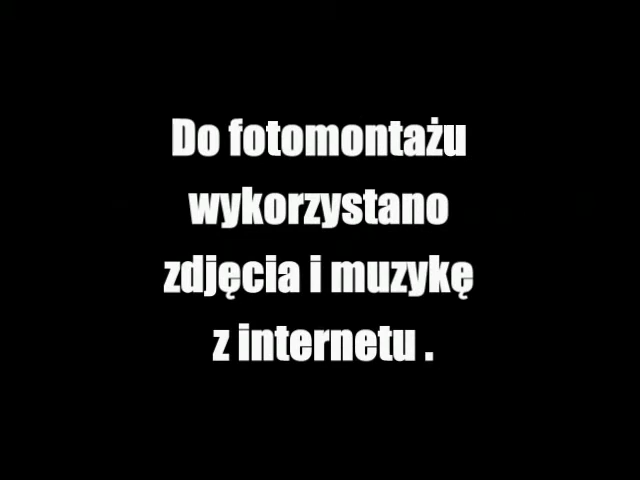 Do fotomontażu
wykorzystano
zdjęcia i muzykę
z internetu .